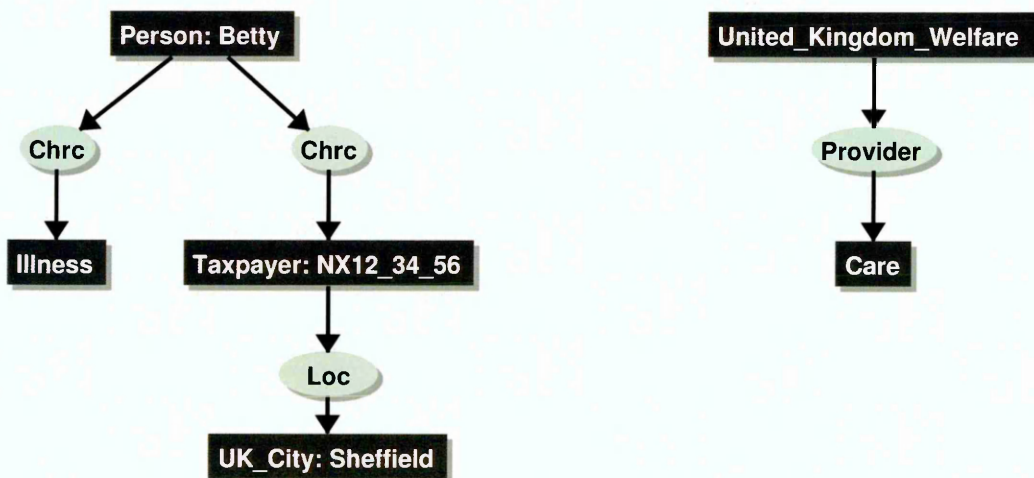 Person: Betty
United_Kingdom_Welfare
Chrc
Chrc
Provider
Illness
Taxpayer: NX12_34_56
Care
Loc
UK_City: Sheffield